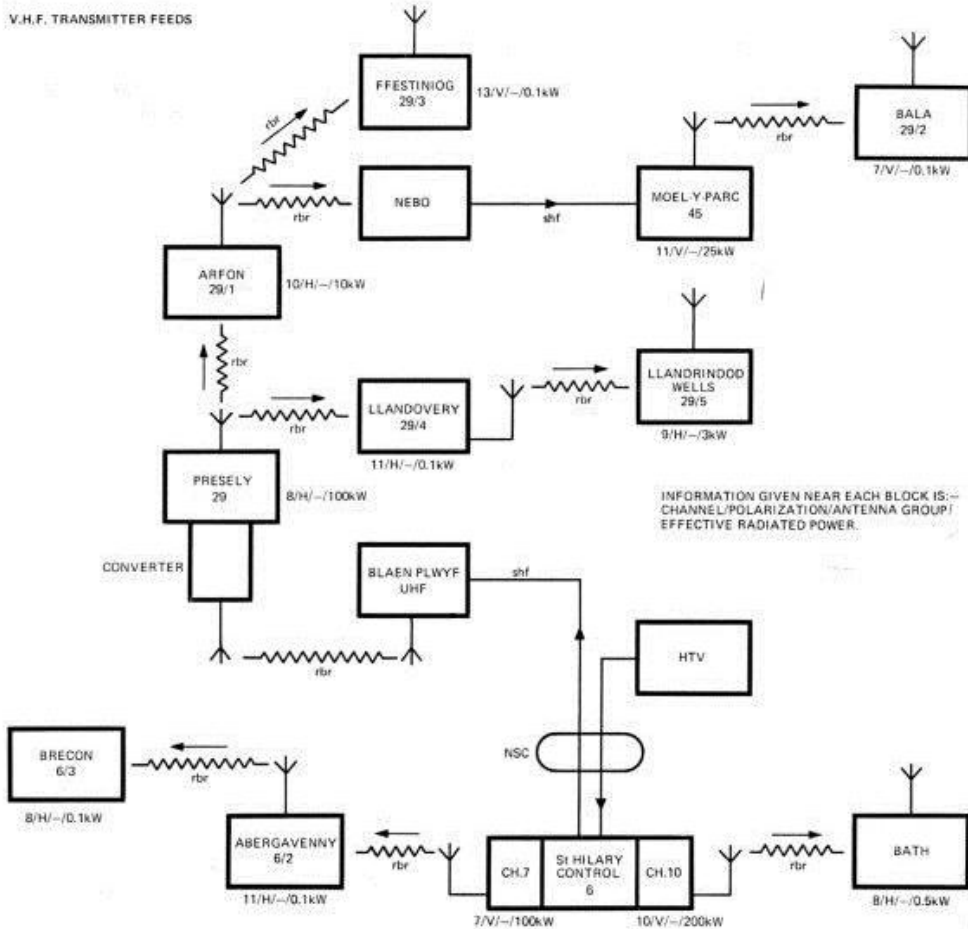 V.H.F. TRANSMITTER FEEDS
FFESTINIOG
29/3
13/V/–/0.1kW
rbr
BALA
29/2
7/V/–/0.1kW
rbr
NEBO
rbr
shf
MOEL-Y-PARC
45
11/V/–/25kW
ARFON
29/1
10/H/–/10kW
rbr
LLANDOVERY
29/4
11/H/–/0.1kW
rbr
LLANDRINDOD
WELLS
29/5
9/H/–/3kW
rbr
PRESELY
29
8/H/–/100kW
INFORMATION GIVEN NEAR EACH BLOCK IS:–
CHANNEL/POLARIZATION/ANTENNA GROUP/
EFFECTIVE RADIATED POWER.
CONVERTER
BLAEN PLWYF
UHF
shf
rbr
HTV
NSC
BRECON
6/3
8/H/–/0.1kW
rbr
ABERGAVENNY
6/2
11/H/–/0.1kW
rbr
CH.7
St HILARY
CONTROL
6
CH.10
7/V/–/100kW
10/V/–/200kW
rbr
BATH
8/H/–/0.5kW